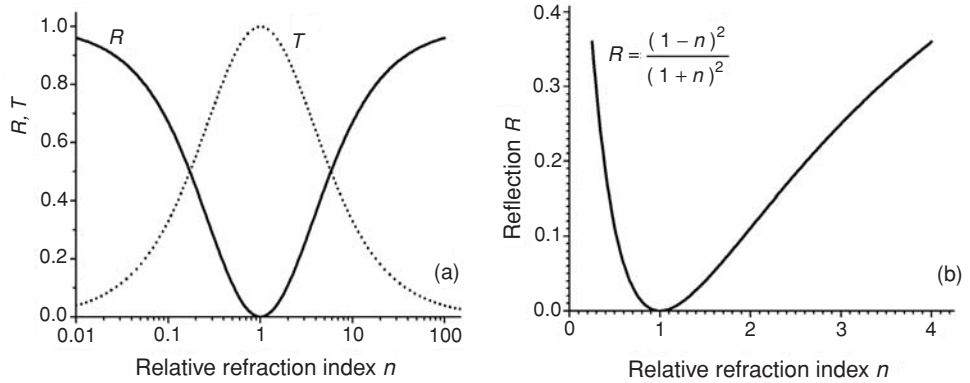 1.0
0.8
0.6
0.4
0.2
0.0
R, T
R
T
(a)
0.01 0.1 1 10 100
Relative refraction index n
0.4
0.3
0.2
0.1
0.0
Reflection R
R = (1 − n)²
(1 + n)²
(b)
0 1 2 3 4
Relative refraction index n